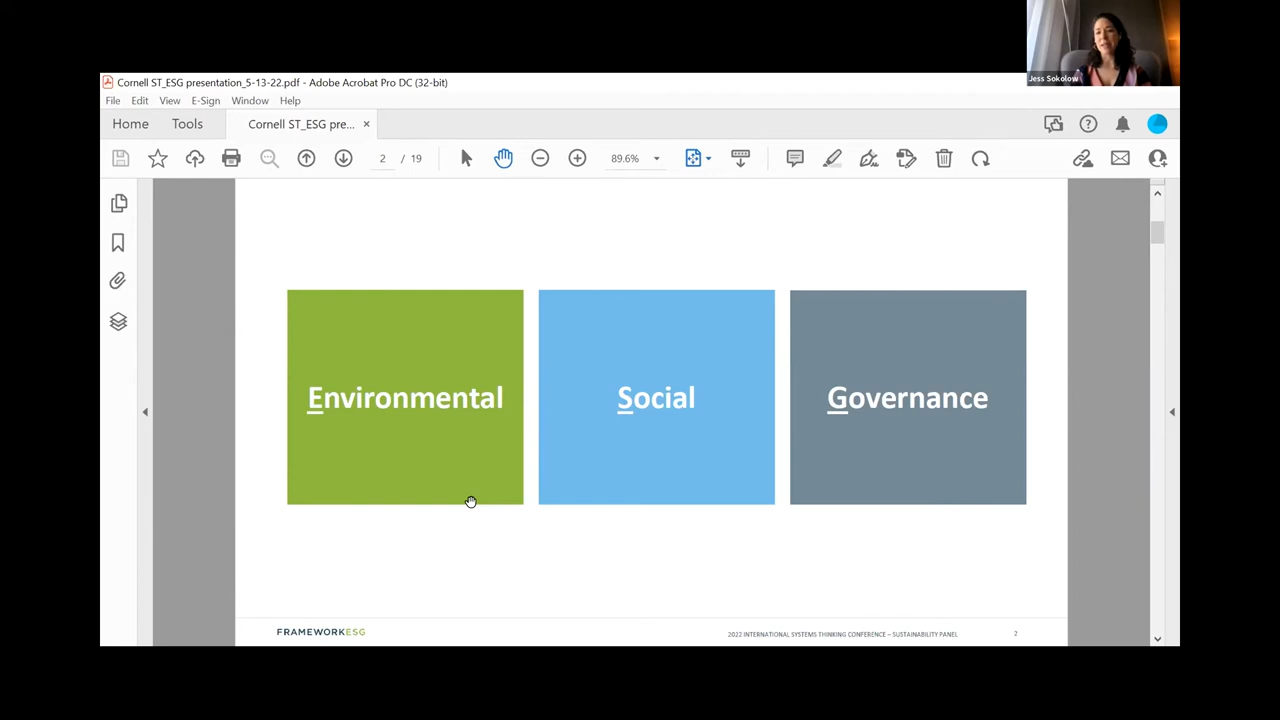 Jess Sokolow
Cornell ST_ESG presentation_5-13-22.pdf - Adobe Acrobat Pro DC (32-bit)
File Edit View E-Sign Window Help
Home Tools Cornell ST_ESG pre... ×
2 / 19 89.6%
Environmental Social Governance
FRAMEWORKESG 2022 INTERNATIONAL SYSTEMS THINKING CONFERENCE – SUSTAINABILITY PANEL 2